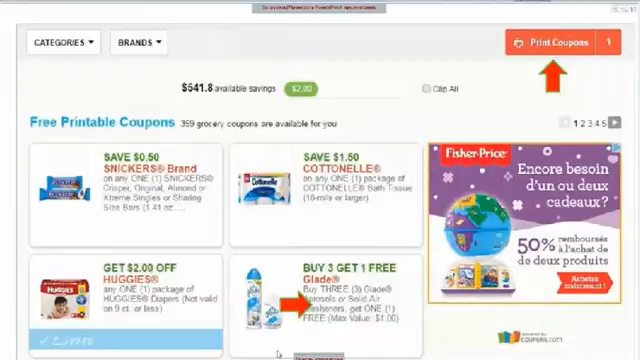 CATEGORIES
BRANDS
Print Coupons 1
$541.8 available savings
$2.00
Clip All
Free Printable Coupons 359 grocery coupons are available for you
1 2 3 4 5
SAVE $0.50
SNICKERS® Brand
on any ONE (1) SNICKERS®
Crisper, Original, Almond or
Xtreme Singles or Sharing
Size Bars (1.41 oz....
SAVE $1.50
COTTONELLE®
on any ONE (1) package of
COTTONELLE® Bath Tissue
Fisher-Price
Encore besoin
d'un ou deux
cadeaux?
50% remboursés
à l'achat de
de deux produits
Achetez
maintenant!
GET $2.00 OFF
HUGGIES®
any ONE (1) package of
HUGGIES® Diapers (Not valid
on 9 ct. or less)
BUY 3 GET 1 FREE
Glade®
Buy THREE (3) Glade®
Aerosols or Solid Air
Fresheners, get ONE (1)
FREE (Max Value: $1.00)
coupons.com